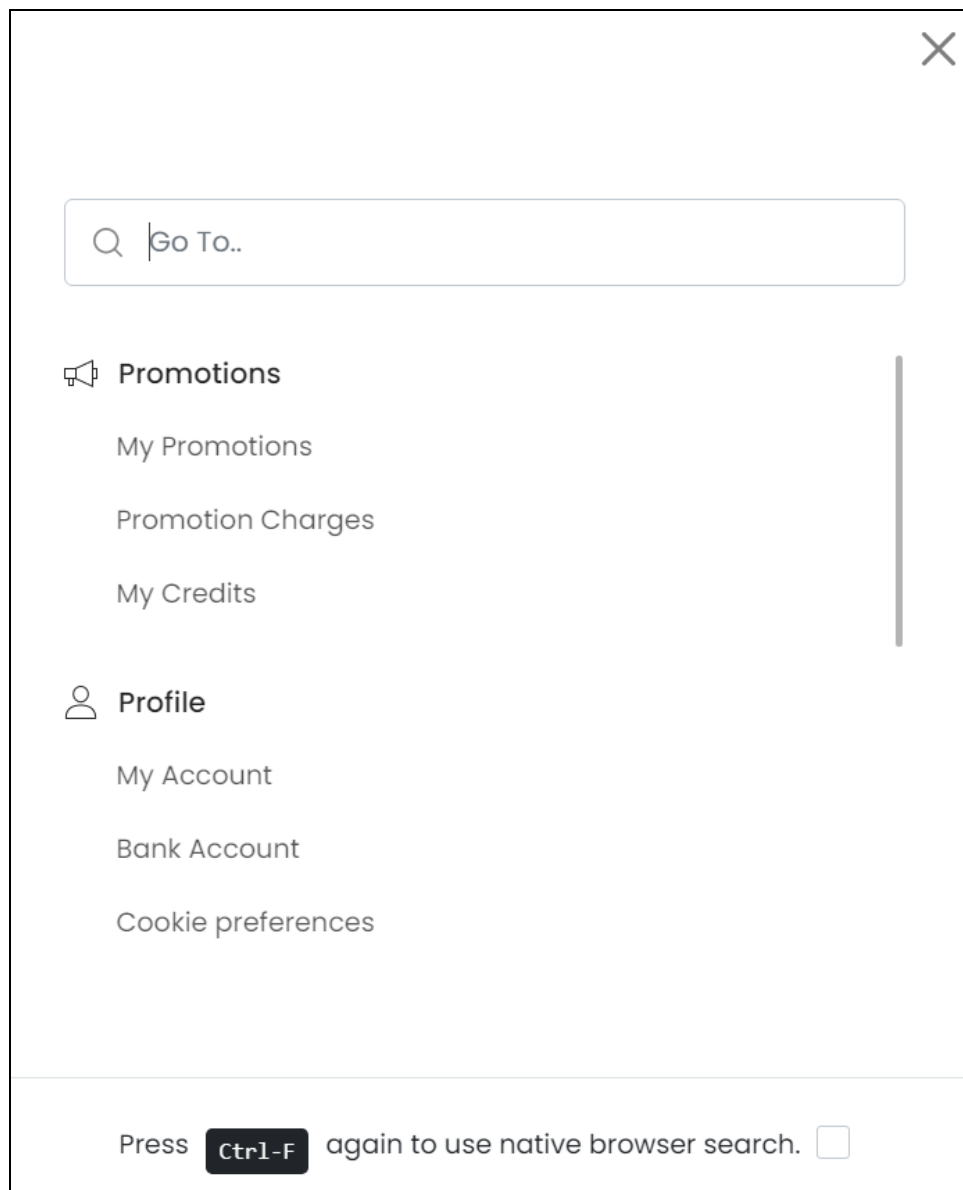 Go To..
Promotions
My Promotions
Promotion Charges
My Credits
Profile
My Account
Bank Account
Cookie preferences
Press Ctrl-F again to use native browser search.